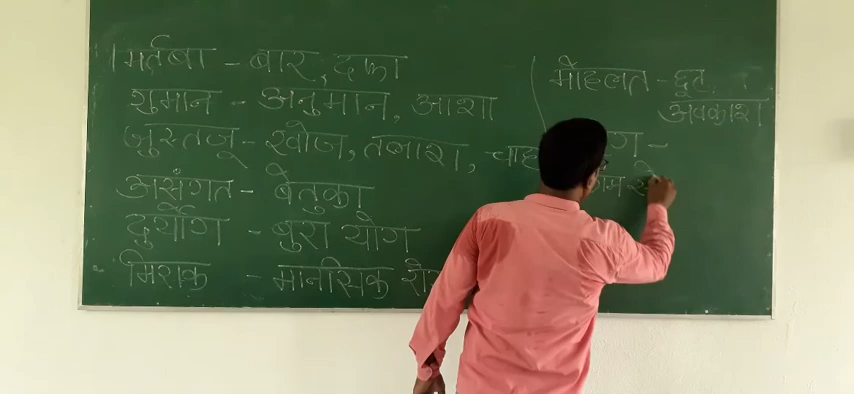 मर्तबा - बार, दफा
गुमान - अनुमान, आशा
जुस्तजू - खोज, तलाश, चाह
असंगत - बेतुका
दुर्योग - बुरा योग
मिराक - मानसिक
मोहलत - छुट,
अवकाश